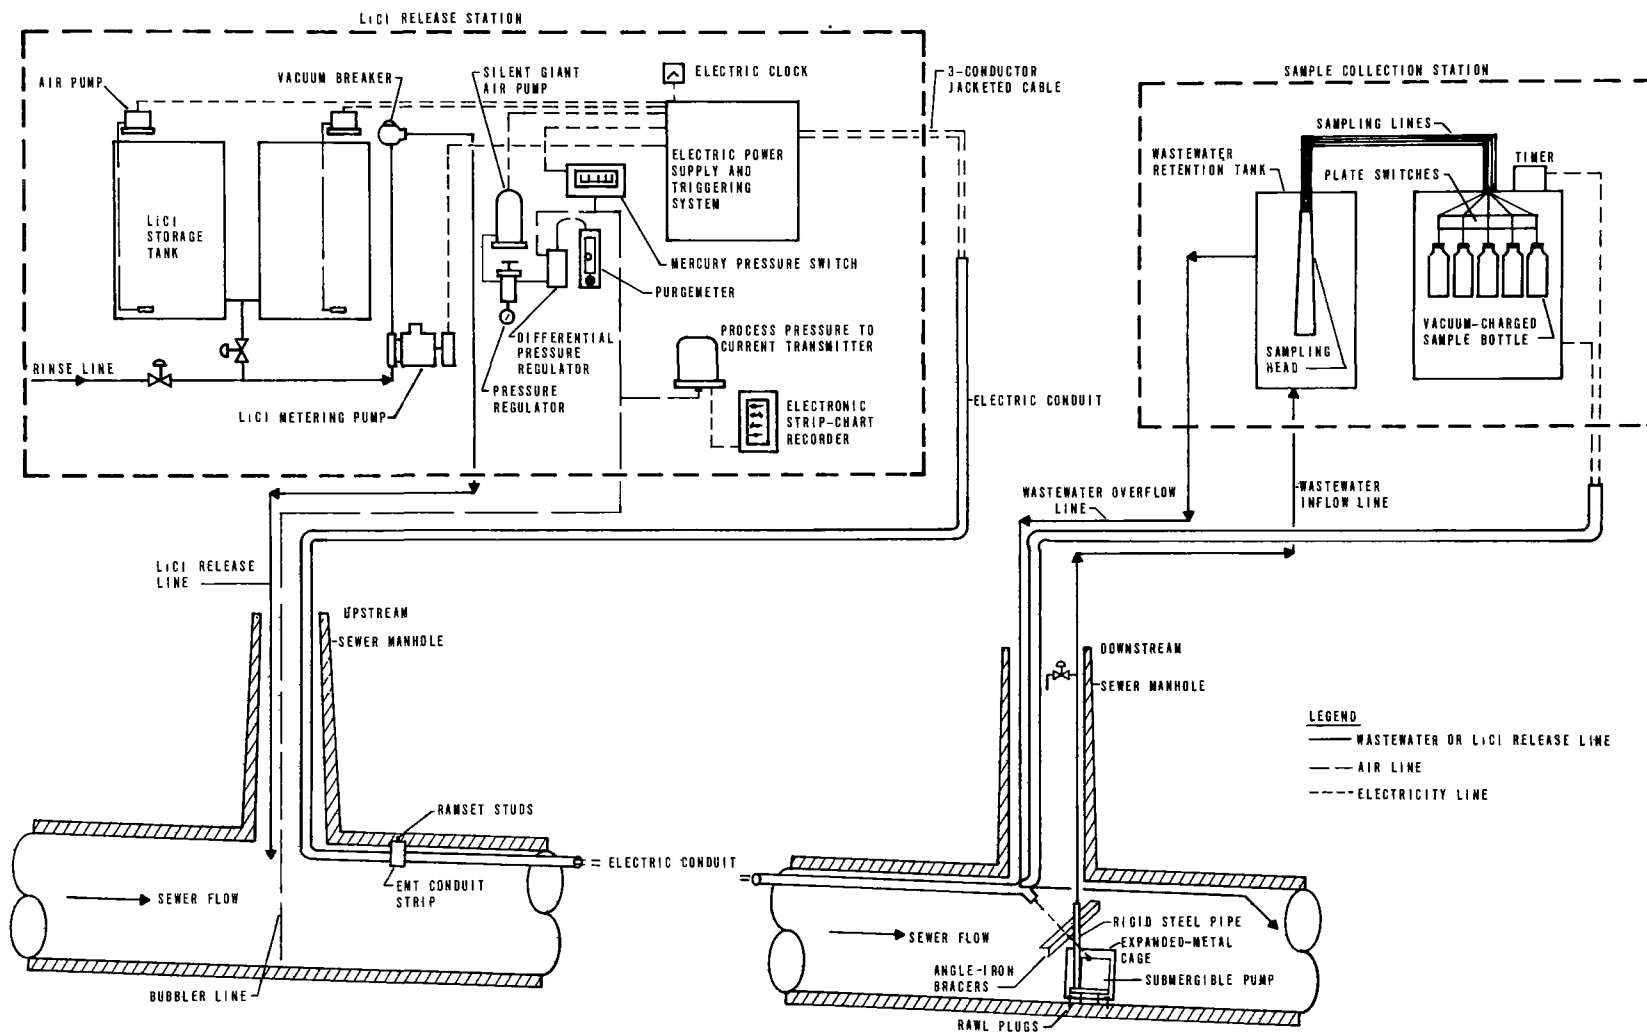 LiCl RELEASE STATION
AIR PUMP
VACUUM BREAKER
SILENT GIANT
AIR PUMP
ELECTRIC CLOCK
3-CONDUCTOR
JACKETED CABLE
ELECTRIC POWER
SUPPLY AND
TRIGGERING
SYSTEM
LiCl
STORAGE
TANK
MERCURY PRESSURE SWITCH
PURGEMETER
DIFFERENTIAL
PRESSURE
REGULATOR
PROCESS PRESSURE TO
CURRENT TRANSMITTER
RINSE LINE
PRESSURE
REGULATOR
LiCl METERING PUMP
ELECTRONIC
STRIP-CHART
RECORDER
ELECTRIC CONDUIT
SAMPLE COLLECTION STATION
SAMPLING LINES
WASTEWATER
RETENTION TANK
PLATE SWITCHES
TIMER
SAMPLING
HEAD
VACUUM-CHARGED
SAMPLE BOTTLE
WASTEWATER OVERFLOW
LINE
WASTEWATER
INFLOW LINE
LiCl RELEASE
LINE
UPSTREAM
SEWER MANHOLE
DOWNSTREAM
SEWER MANHOLE
LEGEND
WASTEWATER OR LiCl RELEASE LINE
AIR LINE
ELECTRICITY LINE
RAMSET STUDS
ELECTRIC CONDUIT
EMT CONDUIT
STRIP
SEWER FLOW
BUBBLER LINE
SEWER FLOW
RIGID STEEL PIPE
EXPANDED-METAL
CAGE
ANGLE-IRON
BRACERS
SUBMERGIBLE PUMP
RAWL PLUGS